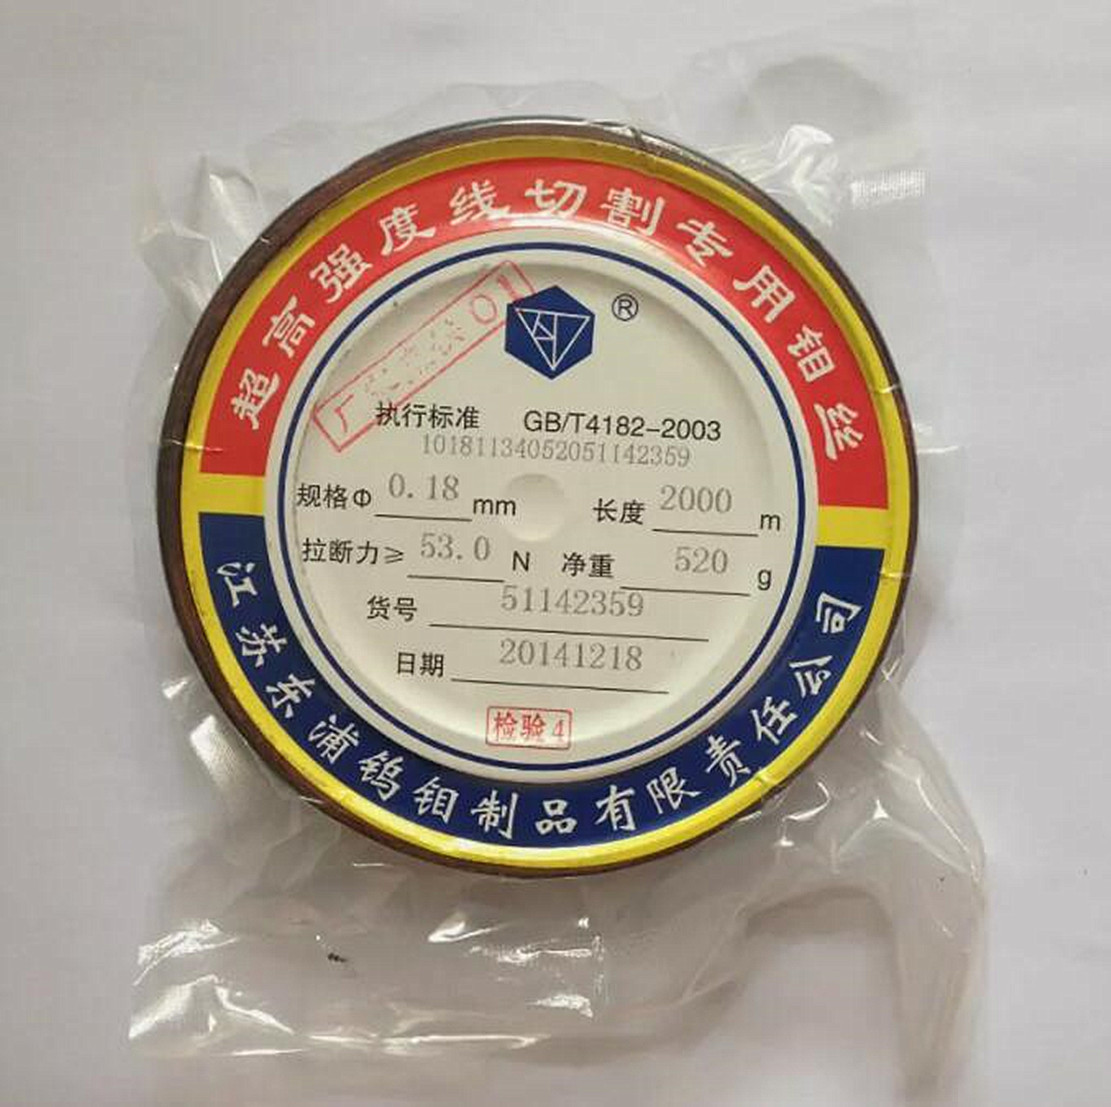 超高强度线切割专用钼丝
®
01
厂
执行标准 GB/T4182-2003
10181134052051142359
规格Φ 0.18 mm 长度 2000 m
拉断力≥ 53.0 N 净重 520 g
货号 51142359
日期 20141218
检验4
江苏东浦钨钼制品有限责任公司